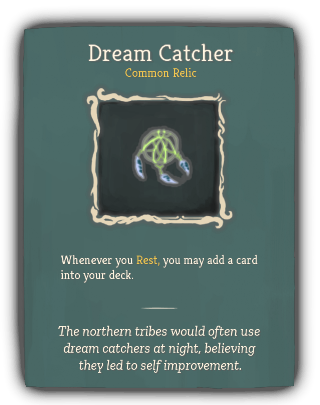 Dream Catcher
Common Relic
Whenever you Rest, you may add a card
into your deck.
The northern tribes would often use
dream catchers at night, believing
they led to self improvement.